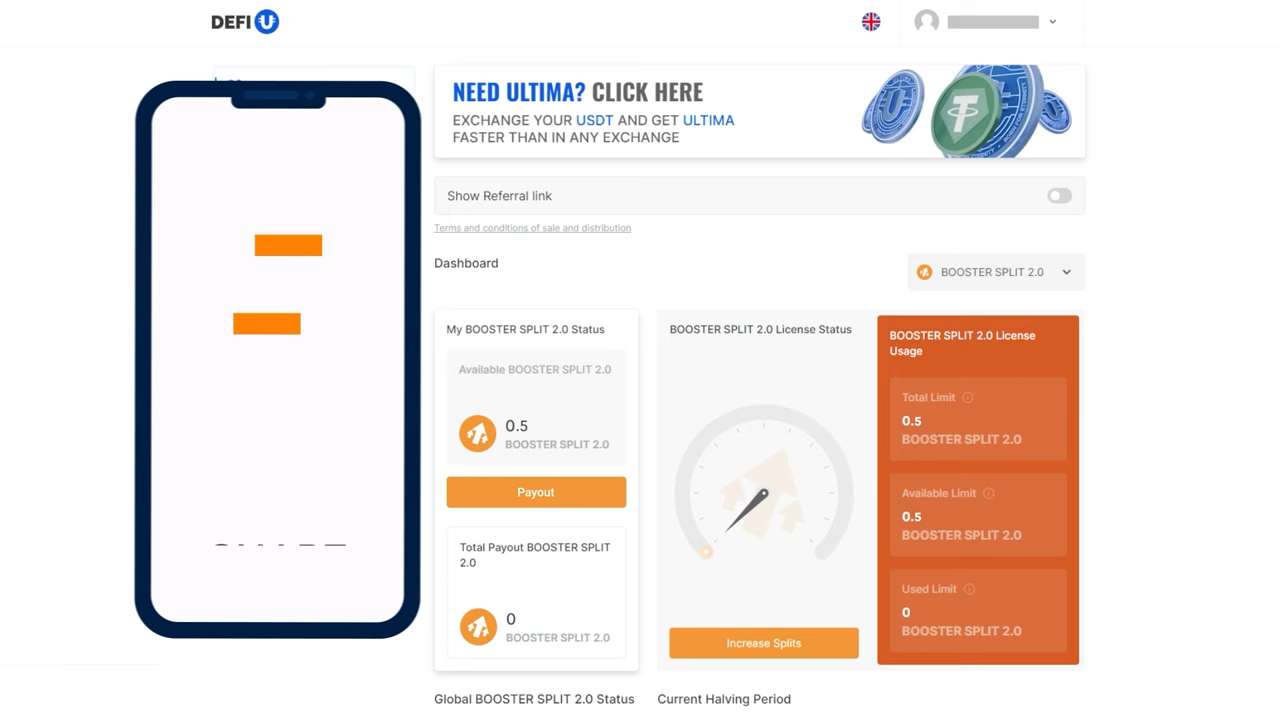 DEFI U
NEED ULTIMA? CLICK HERE
EXCHANGE YOUR USDT AND GET ULTIMA
FASTER THAN IN ANY EXCHANGE
Show Referral link
Terms and conditions of sale and distribution
Dashboard
BOOSTER SPLIT 2.0
My BOOSTER SPLIT 2.0 Status
Available BOOSTER SPLIT 2.0
0.5
BOOSTER SPLIT 2.0
Payout
Total Payout BOOSTER SPLIT
2.0
0
BOOSTER SPLIT 2.0
BOOSTER SPLIT 2.0 License Status
Increase Splits
BOOSTER SPLIT 2.0 License
Usage
Total Limit
0.5
BOOSTER SPLIT 2.0
Available Limit
0.5
BOOSTER SPLIT 2.0
Used Limit
0
BOOSTER SPLIT 2.0
Global BOOSTER SPLIT 2.0 Status
Current Halving Period